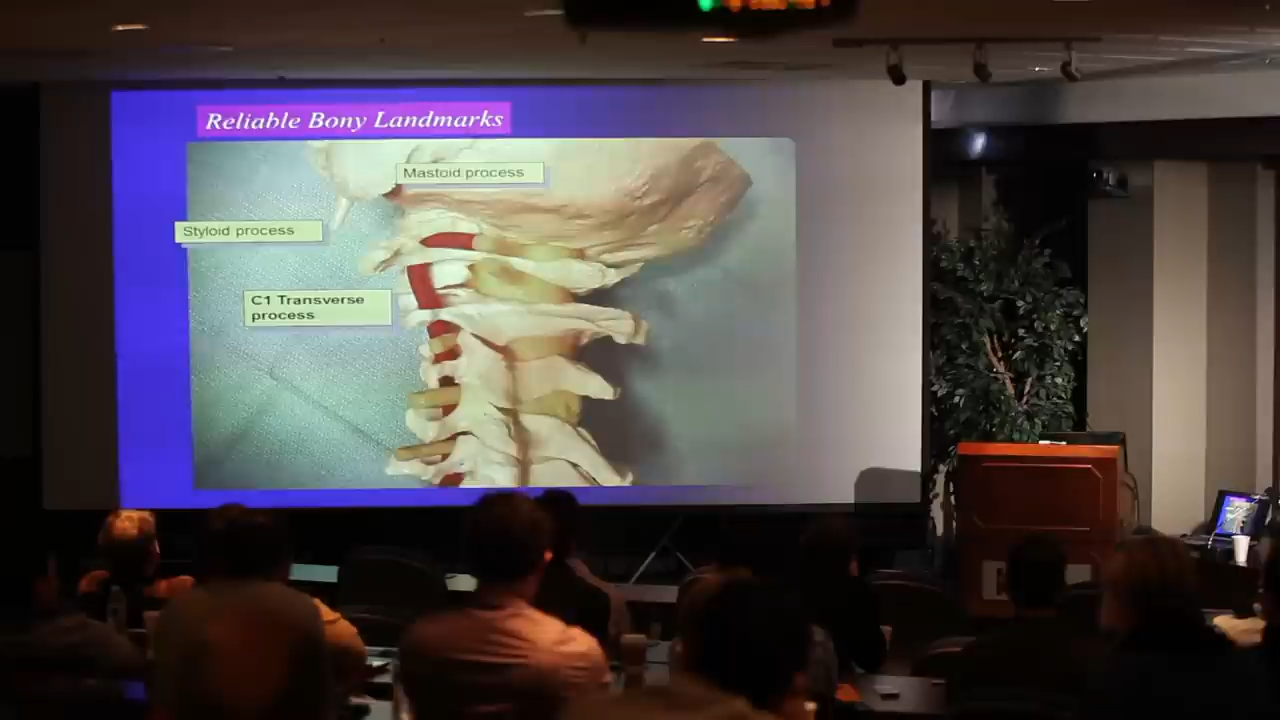 Reliable Bony Landmarks
Mastoid process
Styloid process
C1 Transverse
process